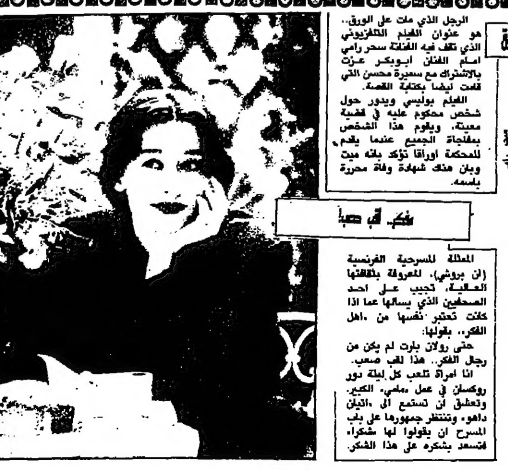 الرجل الذي مات على الورق..
هو عنوان الفيلم التلفزيوني
الذي تقف فيه الفنانة سحر رامي
امام الفنان ابوبكر عزت
بالاشتراك مع سميرة محسن التي
قامت ايضا بكتابة القصة.
الفيلم بوليسي ويدور حول
شخص محكوم عليه في قضية
معينة، ويقوم هذا الشخص
بمفاجأة الجميع عندما يقدم
للمحكمة اوراقا تؤكد بانه ميت
وبان هناك شهادة وفاة محررة
باسمه.
مفكر.. لقب صعب
الممثلة المسرحية الفرنسية
(ان بروشي)، المعروفة بثقافتها
العالية، تجيب على احد
الصحفيين الذي يسألها عما اذا
كانت تعتبر نفسها من «اهل
الفكر»، بقولها:
حتى رولان بارت لم يكن من
رجال الفكر.. هذا لقب صعب.
انا امرأة تلعب كل ليلة دور
روكسان في عمل «مامي» الكبير.
وتعشق ان تستمع الى «اتيان
داهو» وتنتظر جمهورها على باب
المسرح ان يقولوا لها «شكرا»
فتسعد بشكره على هذا الشكر.